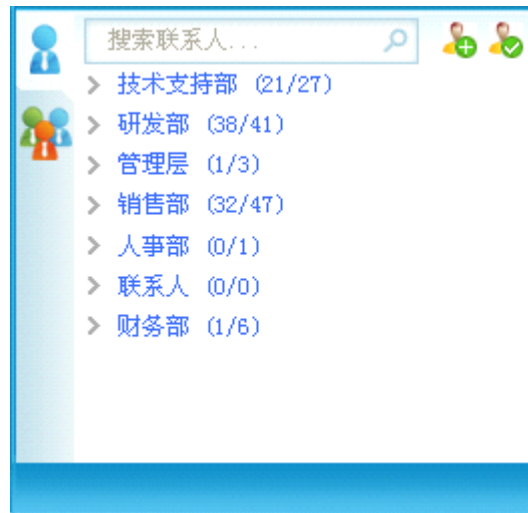 搜索联系人...
技术支持部 (21/27)
研发部 (38/41)
管理层 (1/3)
销售部 (32/47)
人事部 (0/1)
联系人 (0/0)
财务部 (1/6)